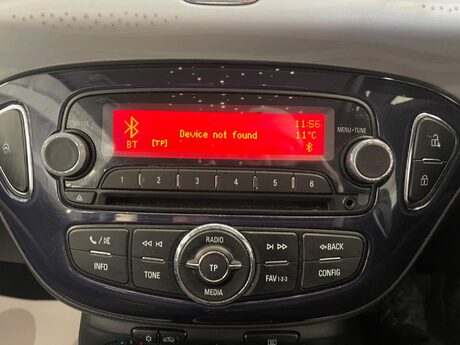 VOL
11:56
MENU-TUNE
Device not found
11°C
BT [TP]
1 2 3 4 5 6
RADIO
BACK
INFO
TONE
TP
FAV 1-2-3
CONFIG
MEDIA